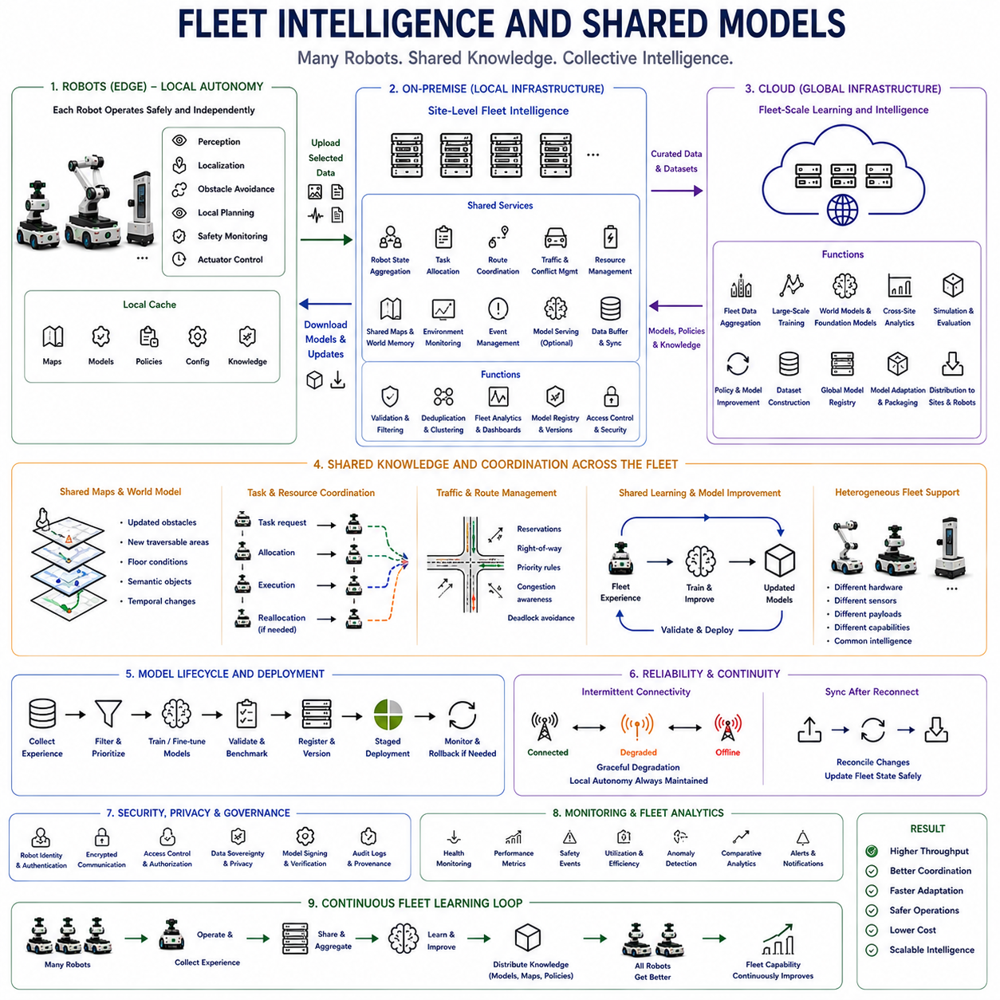 FLEET INTELLIGENCE AND SHARED MODELS
Many Robots. Shared Knowledge. Collective Intelligence.
1. ROBOTS (EDGE) – LOCAL AUTONOMY
Each Robot Operates Safely and Independently
Perception
Localization
Obstacle Avoidance
Local Planning
Safety Monitoring
Actuator Control
...
Local Cache
Maps
Models
Policies
Config
Knowledge
Upload
Selected
Data
Download
Models &
Updates
2. ON-PREMISE (LOCAL INFRASTRUCTURE)
Site-Level Fleet Intelligence
...
Shared Services
Robot State
Aggregation
Task
Allocation
Route
Coordination
Traffic &
Conflict Mgmt
Resource
Management
Shared Maps &
World Memory
Environment
Monitoring
Event
Management
Model Serving
(Optional)
Data Buffer
& Sync
Functions
Validation &
Filtering
Deduplication
& Clustering
Fleet Analytics
& Dashboards
Model Registry
& Versions
Access Control
& Security
Curated Data
& Datasets
Models, Policies
& Knowledge
3. CLOUD (GLOBAL INFRASTRUCTURE)
Fleet-Scale Learning and Intelligence
Functions
Fleet Data
Aggregation
Large-Scale
Training
World Models &
Foundation Models
Cross-Site
Analytics
Simulation &
Evaluation
Policy & Model
Improvement
Dataset
Construction
Global Model
Registry
Model Adaptation
& Packaging
Distribution to
Sites & Robots
4. SHARED KNOWLEDGE AND COORDINATION ACROSS THE FLEET
Shared Maps & World Model
• Updated obstacles
• New traversable areas
• Floor conditions
• Semantic objects
• Temporal changes
Task & Resource Coordination
Task request
Allocation
Execution
Reallocation
(if needed)
Traffic & Route Management
Reservations
Right-of-way
Priority rules
Congestion
awareness
Deadlock avoidance
Shared Learning & Model Improvement
Fleet
Experience
Train &
Improve
Updated
Models
Validate & Deploy
Heterogeneous Fleet Support
...
• Different hardware
• Different sensors
• Different payloads
• Different capabilities
• Common intelligence
5. MODEL LIFECYCLE AND DEPLOYMENT
Collect
Experience
Filter &
Prioritize
Train / Fine-tune
Models
Validate &
Benchmark
Register &
Version
Staged
Deployment
Monitor &
Rollback if Needed
6. RELIABILITY & CONTINUITY
Intermittent Connectivity
Connected
Degraded
Offline
Graceful Degradation
Local Autonomy Always Maintained
Sync After Reconnect
Reconcile Changes
Update Fleet State Safely
7. SECURITY, PRIVACY & GOVERNANCE
Robot Identity
& Authentication
Encrypted
Communication
Access Control
& Authorization
Data Sovereignty
& Privacy
Model Signing
& Verification
Audit Logs
& Provenance
8. MONITORING & FLEET ANALYTICS
Health
Monitoring
Performance
Metrics
Safety
Events
Utilization &
Efficiency
Anomaly
Detection
Comparative
Analytics
Alerts &
Notifications
RESULT
Higher Throughput
Better Coordination
Faster Adaptation
Safer Operations
Lower Cost
Scalable Intelligence
9. CONTINUOUS FLEET LEARNING LOOP
Many Robots
Operate &
Collect Experience
Share &
Aggregate
Learn &
Improve
Distribute Knowledge
(Models, Maps, Policies)
All Robots
Get Better
Fleet Capability
Continuously Improves